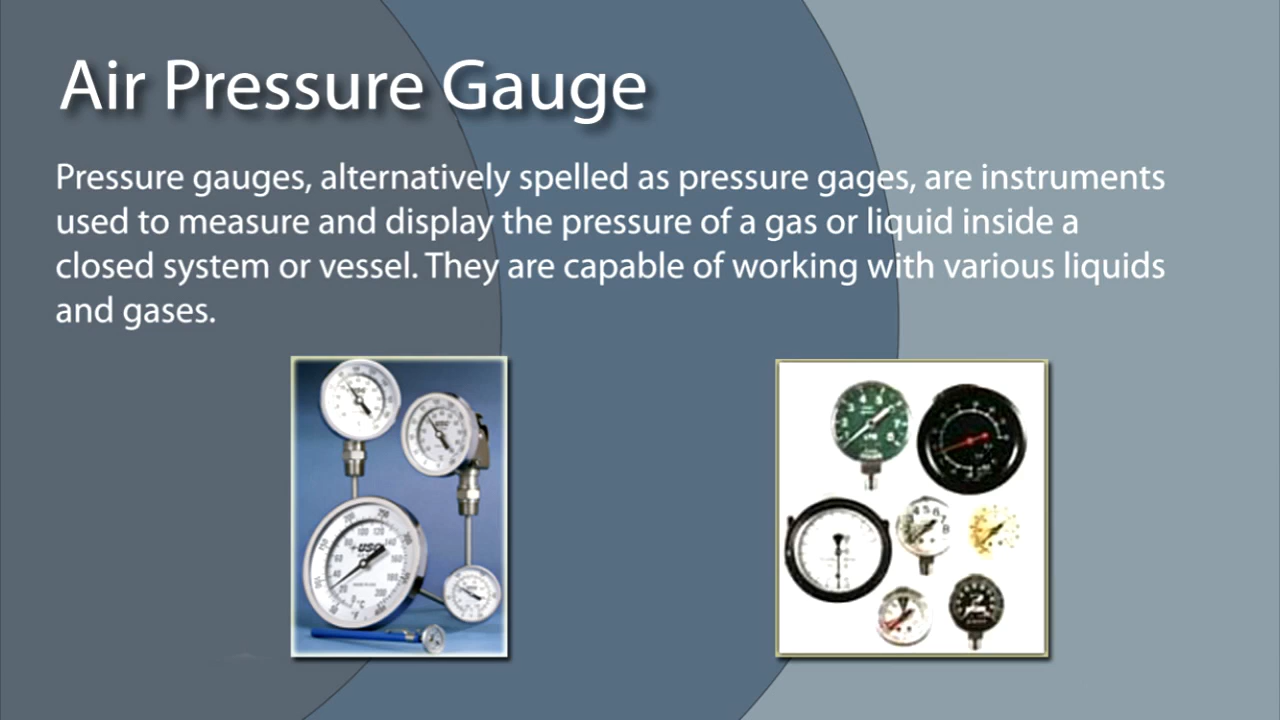 Air Pressure Gauge
Pressure gauges, alternatively spelled as pressure gages, are instruments
used to measure and display the pressure of a gas or liquid inside a
closed system or vessel. They are capable of working with various liquids
and gases.